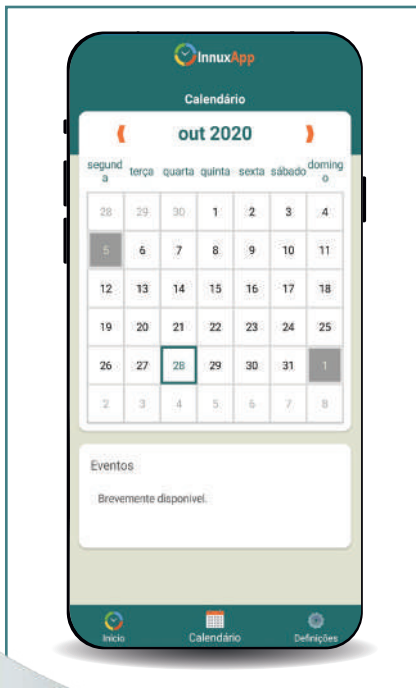 InnuxApp
Calendário
out 2020
segund
a
terça quarta quinta sexta sábado
doming
o
28 29 30 1 2 3 4
5 6 7 8 9 10 11
12 13 14 15 16 17 18
19 20 21 22 23 24 25
26 27 28 29 30 31 1
2 3 4 5 6 7 8
Eventos
Brevemente disponivel.
Início Calendário Definições